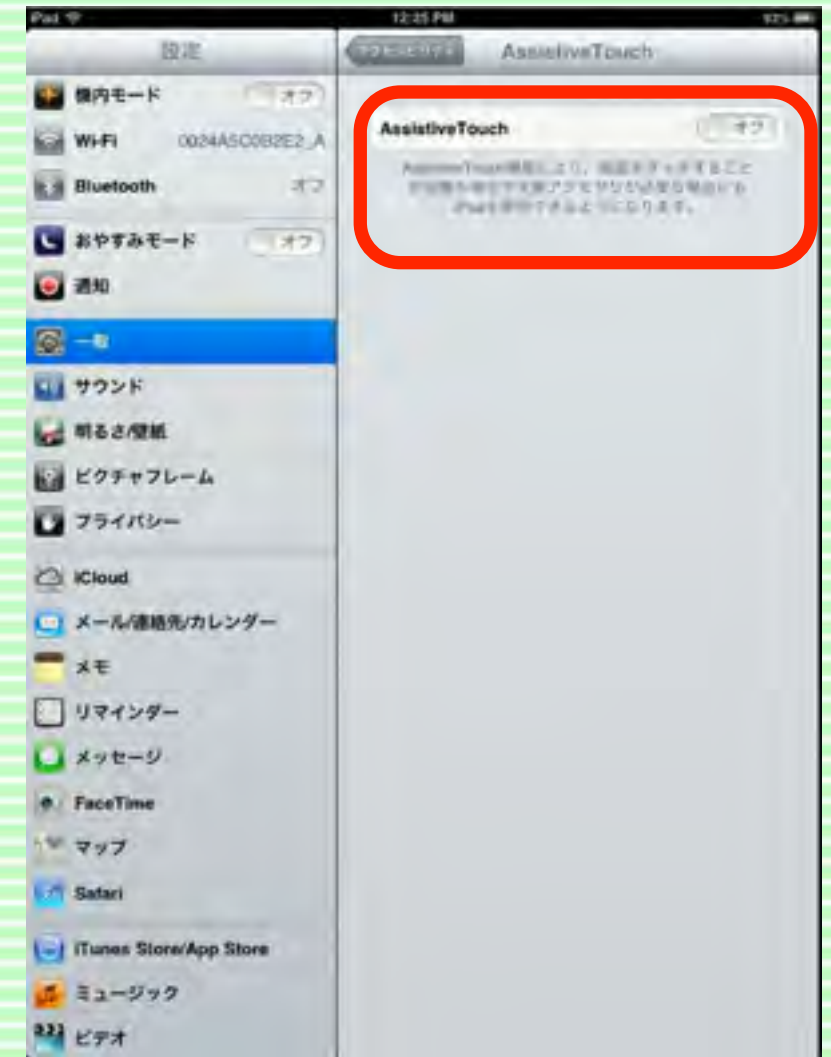 iPad
12:25 PM
設定
AssistiveTouch
機内モード オフ
AssistiveTouch オフ
Wi-Fi
Bluetooth オフ
おやすみモード オフ
通知
一般
サウンド
明るさ/壁紙
ピクチャフレーム
プライバシー
iCloud
メール/連絡先/カレンダー
メモ
リマインダー
メッセージ
FaceTime
マップ
Safari
iTunes Store/App Store
ミュージック
ビデオ